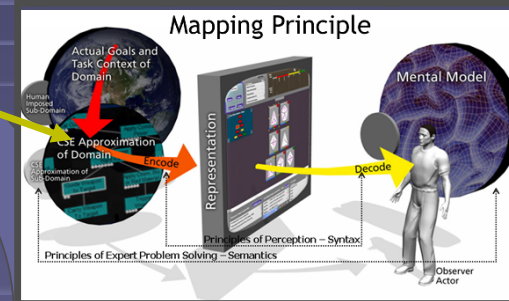 Mapping Principle
Actual Goals and
Task Context of
Domain
Human
Imposed
Sub-Domain
CSE Approximation
of Domain
CSE
Approximation of
Sub-Domain
Encode
Representation
Decode
Mental Model
Principles of Perception – Syntax
Principles of Expert Problem Solving – Semantics
Observer
Actor